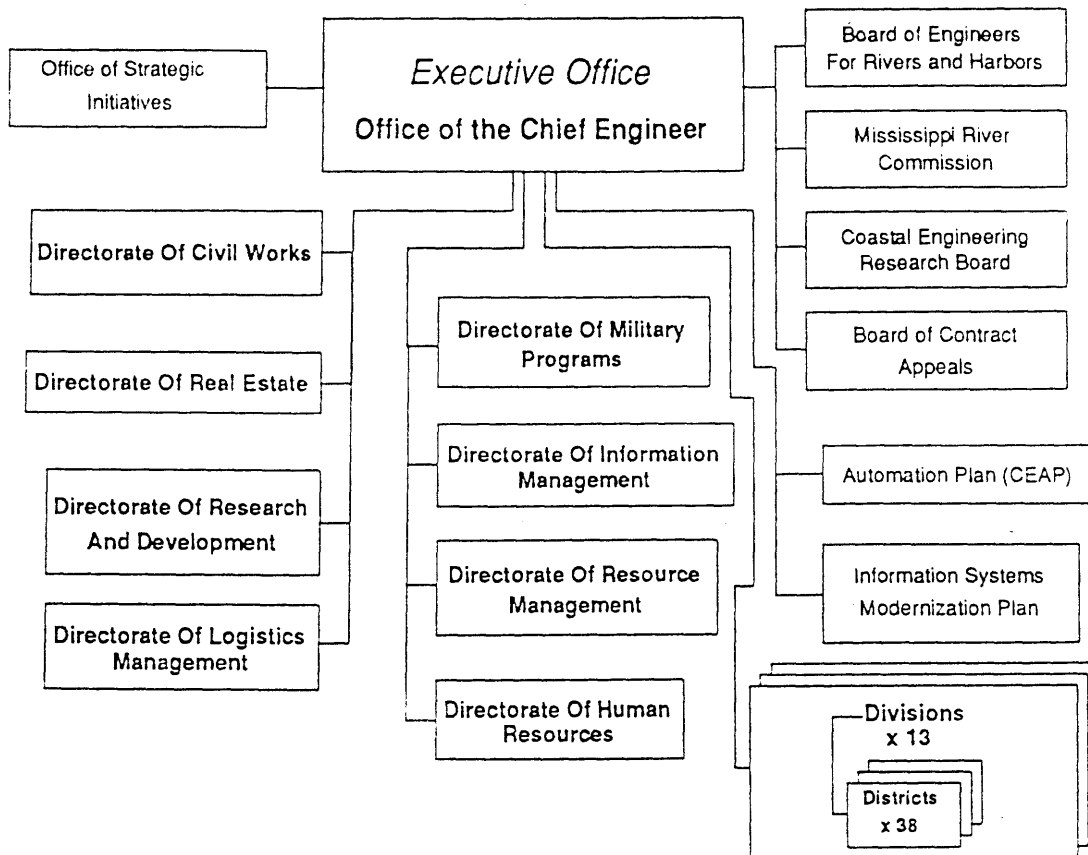 Executive Office
Office of the Chief Engineer
Office of Strategic
Initiatives
Board of Engineers
For Rivers and Harbors
Mississippi River
Commission
Coastal Engineering
Research Board
Board of Contract
Appeals
Directorate Of Civil Works
Directorate Of Real Estate
Directorate Of Research
And Development
Directorate Of Logistics
Management
Directorate Of Military
Programs
Directorate Of Information
Management
Directorate Of Resource
Management
Directorate Of Human
Resources
Automation Plan (CEAP)
Information Systems
Modernization Plan
Divisions
x 13
Districts
x 38